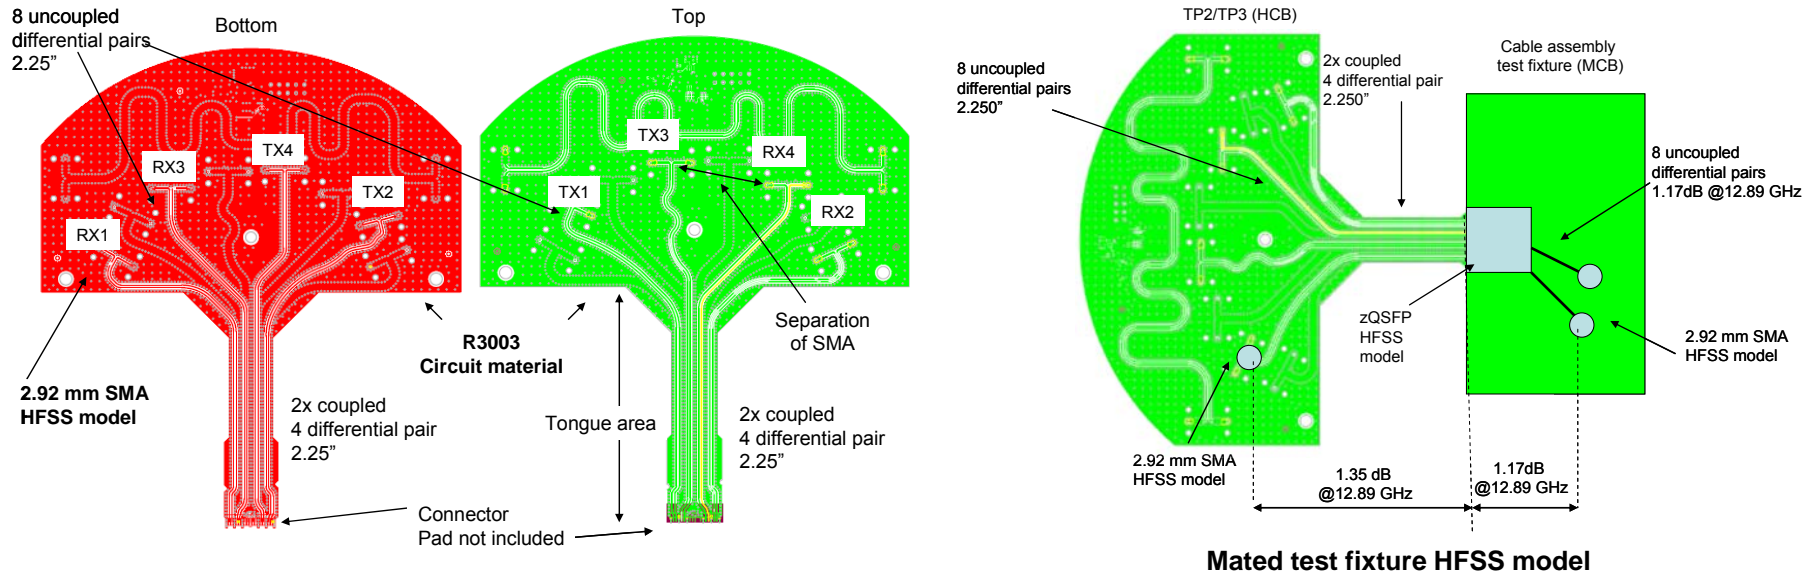 8 uncoupled
differential pairs
2.25”
Bottom
RX3
TX4
TX2
RX1
2.92 mm SMA
HFSS model
2x coupled
4 differential pair
2.25”
Top
TX3
RX4
TX1
RX2
R3003
Circuit material
Separation
of SMA
Tongue area
2x coupled
4 differential pair
2.25”
Connector
Pad not included
TP2/TP3 (HCB)
8 uncoupled
differential pairs
2.250”
2x coupled
4 differential pair
2.250”
Cable assembly
test fixture (MCB)
8 uncoupled
differential pairs
1.17dB @12.89 GHz
zQSFP
HFSS
model
2.92 mm SMA
HFSS model
2.92 mm SMA
HFSS model
1.35 dB
@12.89 GHz
1.17dB
@12.89 GHz
Mated test fixture HFSS model